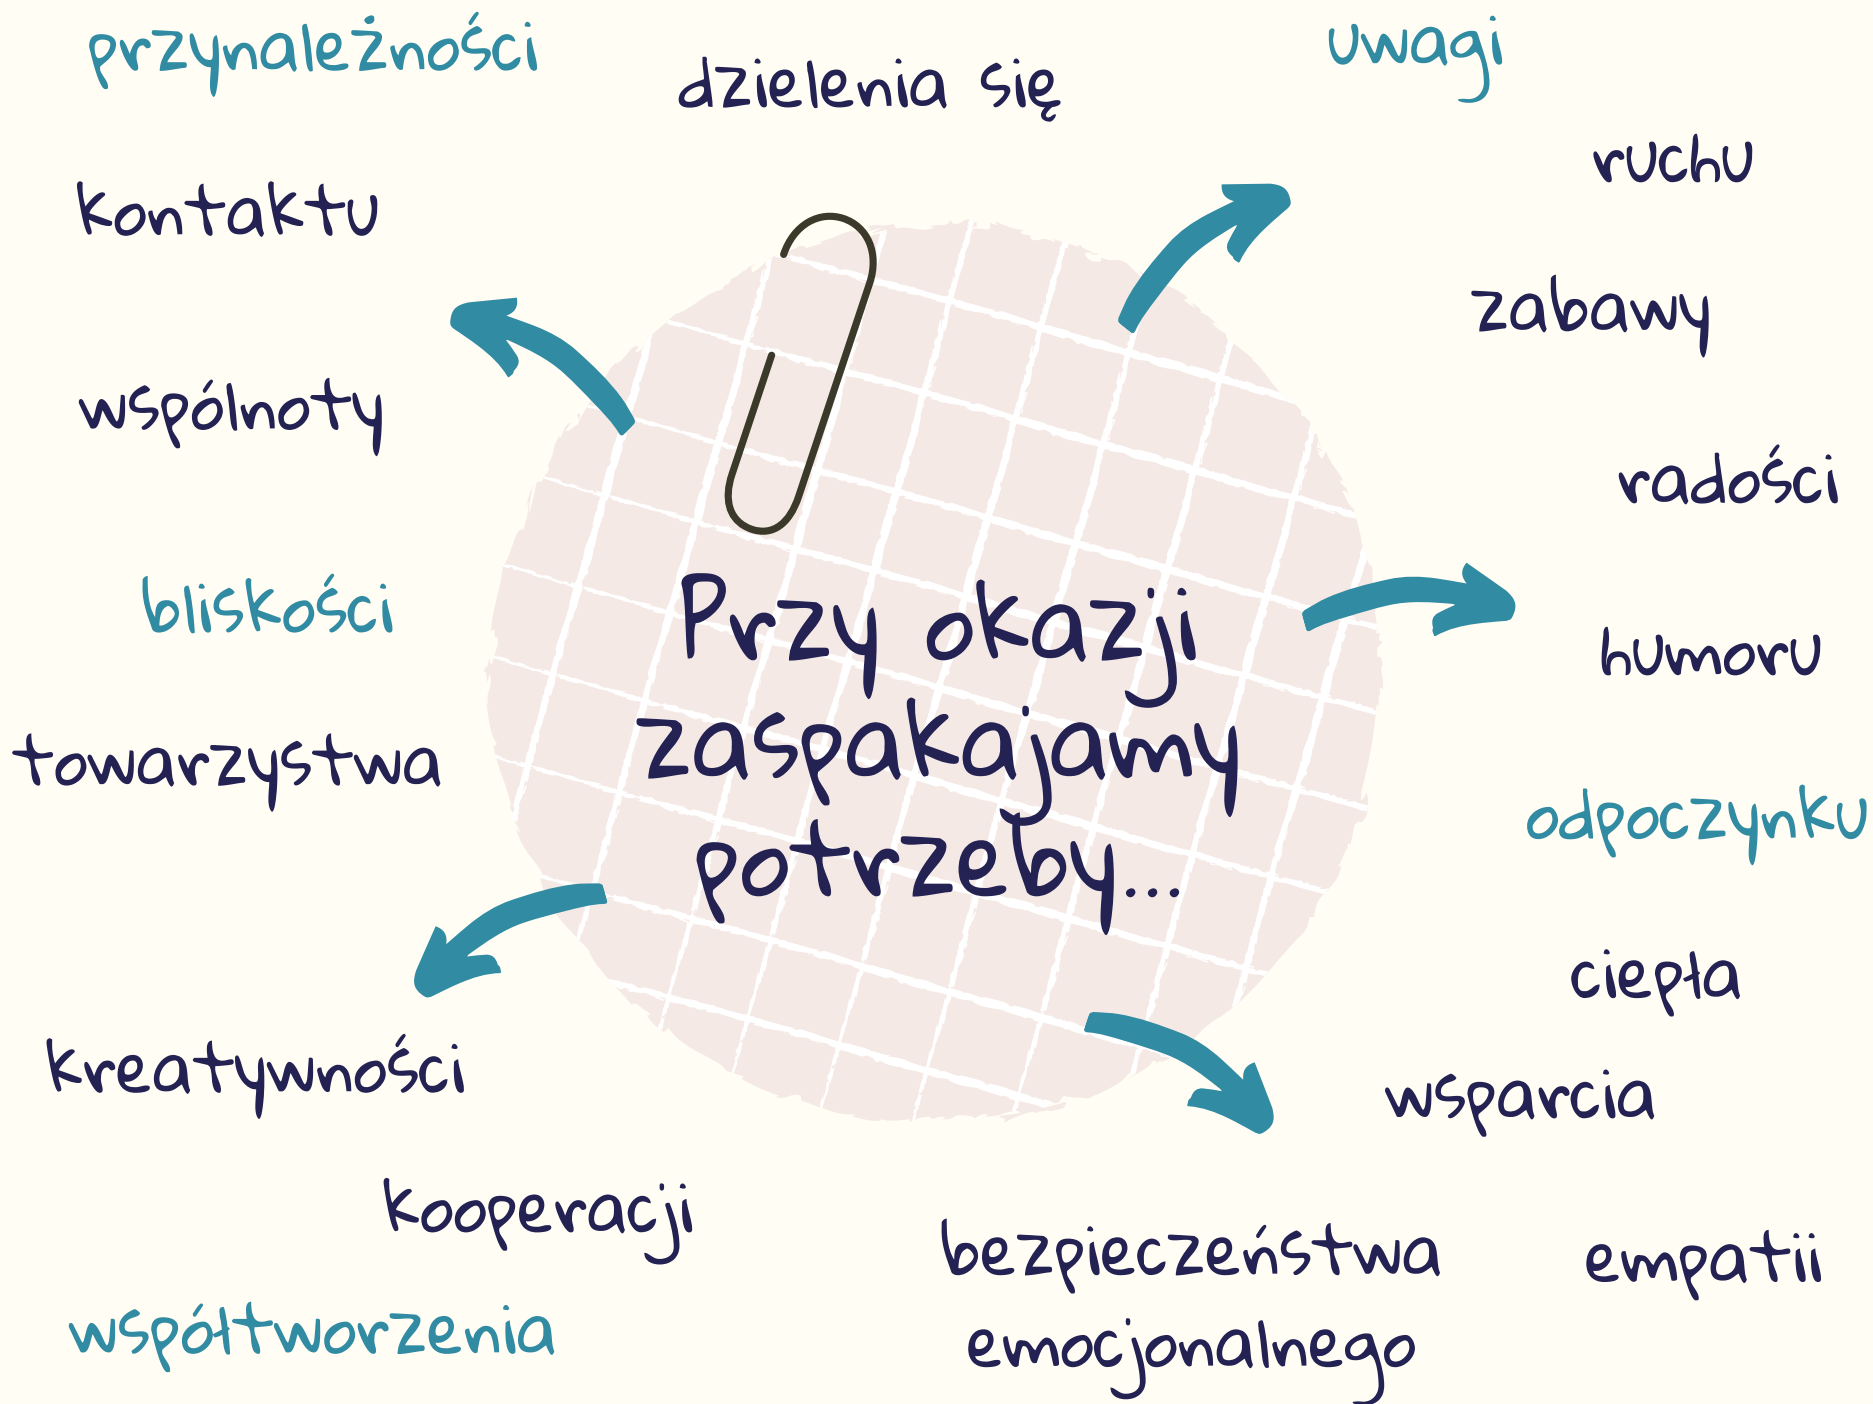 przynależności
dzielenia się
uwagi
ruchu
kontaktu
zabawy
wspólnoty
radości
bliskości
humoru
towarzystwa
Przy okazji
zaspakajamy
potrzeby...
odpoczynku
ciepła
kreatywności
wsparcia
kooperacji
bezpieczeństwa
emocjonalnego
empatii
współtworzenia